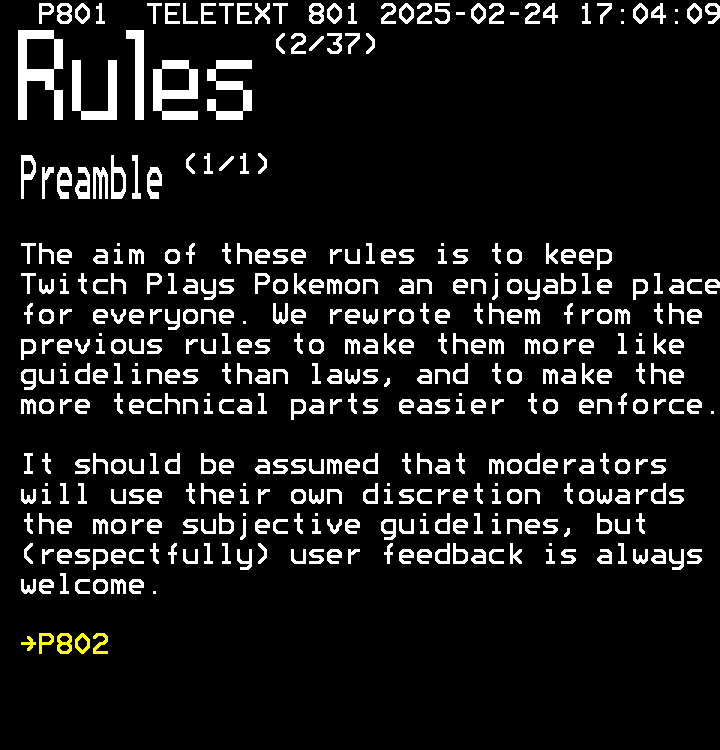 P801 TELETEXT 801 2025-02-24 17:04:09
Rules (2/37)
Preamble (1/1)
The aim of these rules is to keep
Twitch Plays Pokemon an enjoyable place
for everyone. We rewrote them from the
previous rules to make them more like
guidelines than laws, and to make the
more technical parts easier to enforce.
It should be assumed that moderators
will use their own discretion towards
the more subjective guidelines, but
(respectfully) user feedback is always
welcome.
→P802